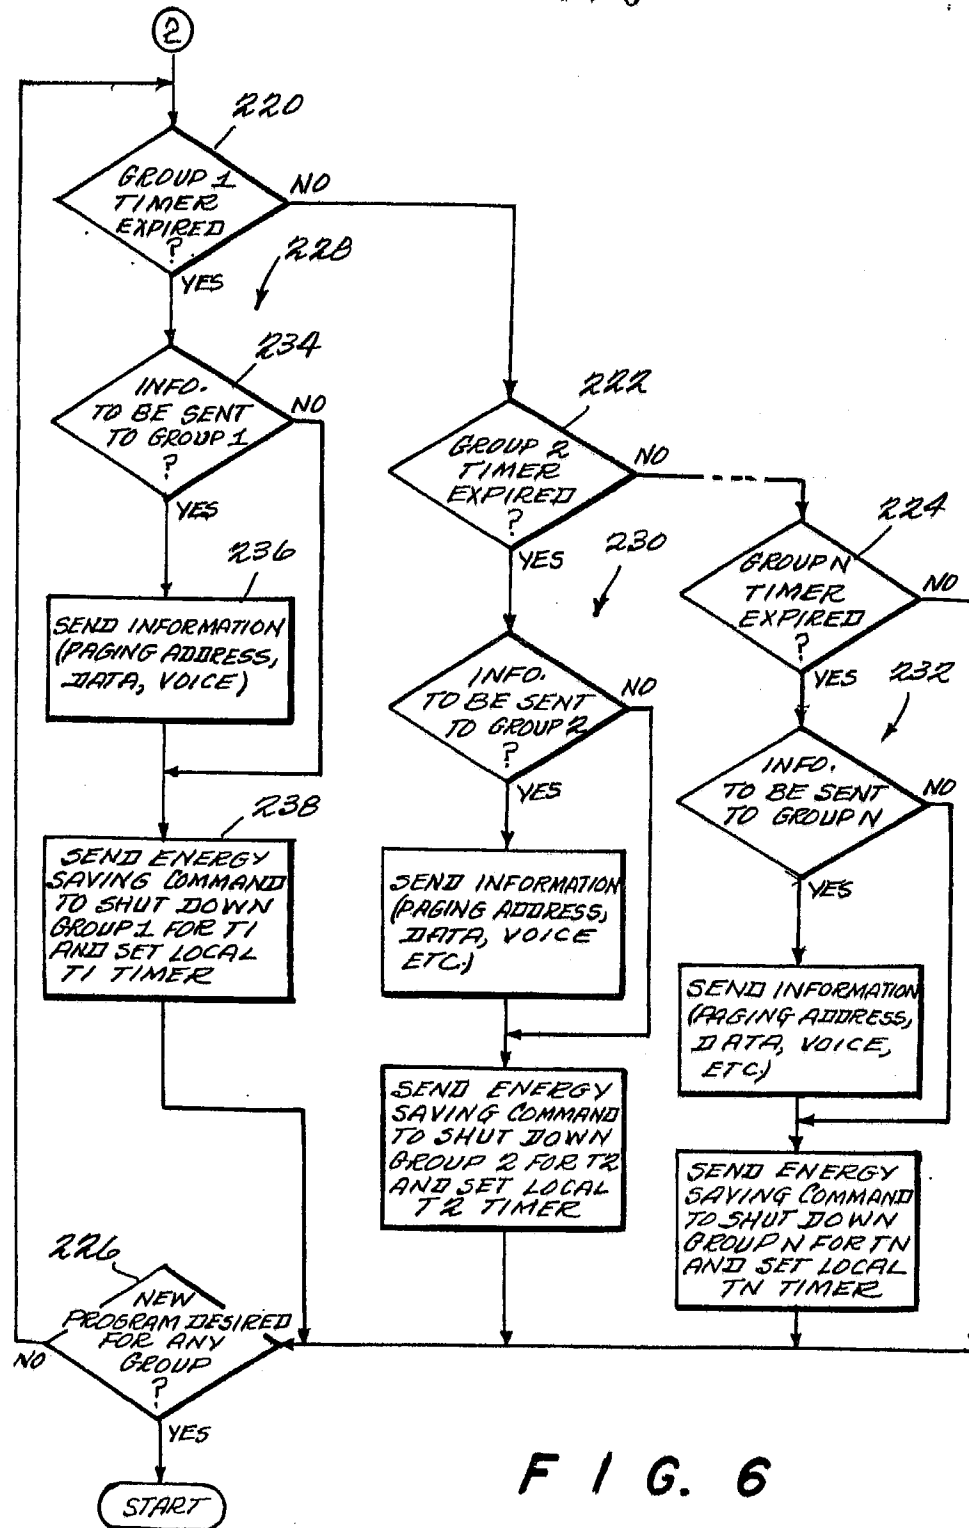 2
220
GROUP 1
TIMER
EXPIRED
?
NO
YES
228
234
INFO.
TO BE SENT
TO GROUP 1
?
NO
YES
236
SEND INFORMATION
(PAGING ADDRESS,
DATA, VOICE)
238
SEND ENERGY
SAVING COMMAND
TO SHUT DOWN
GROUP 1 FOR T1
AND SET LOCAL
T1 TIMER
222
GROUP 2
TIMER
EXPIRED
?
NO
YES
230
INFO.
TO BE SENT
TO GROUP 2
?
NO
YES
SEND INFORMATION
(PAGING ADDRESS,
DATA, VOICE
ETC.)
SEND ENERGY
SAVING COMMAND
TO SHUT DOWN
GROUP 2 FOR T2
AND SET LOCAL
T2 TIMER
224
GROUP N
TIMER
EXPIRED
?
NO
YES
232
INFO.
TO BE SENT
TO GROUP N
?
NO
YES
SEND INFORMATION
(PAGING ADDRESS,
DATA, VOICE,
ETC.)
SEND ENERGY
SAVING COMMAND
TO SHUT DOWN
GROUP N FOR TN
AND SET LOCAL
TN TIMER
226
NEW
PROGRAM DESIRED
FOR ANY
GROUP
?
NO
YES
START
FIG. 6